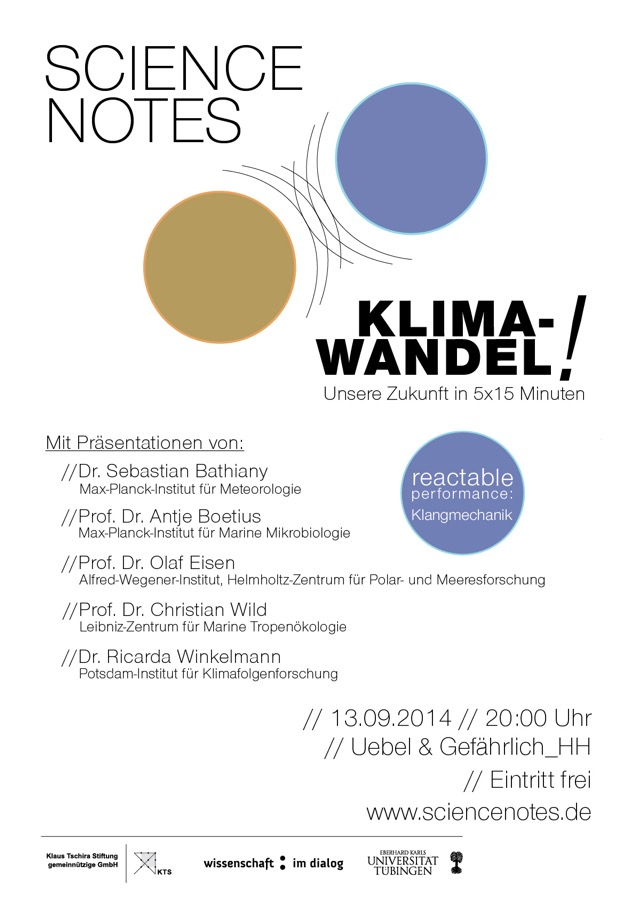 SCIENCE
NOTES
KLIMA-
WANDEL!
Unsere Zukunft in 5x15 Minuten
Mit Präsentationen von:
//Dr. Sebastian Bathiany
Max-Planck-Institut für Meteorologie
//Prof. Dr. Antje Boetius
Max-Planck-Institut für Marine Mikrobiologie
//Prof. Dr. Olaf Eisen
Alfred-Wegener-Institut, Helmholtz-Zentrum für Polar- und Meeresforschung
//Prof. Dr. Christian Wild
Leibniz-Zentrum für Marine Tropenökologie
//Dr. Ricarda Winkelmann
Potsdam-Institut für Klimafolgenforschung
reactable
performance:
Klangmechanik
// 13.09.2014 // 20:00 Uhr
// Uebel & Gefährlich_HH
// Eintritt frei
www.sciencenotes.de
Klaus Tschira Stiftung
gemeinnützige GmbH
KTS
wissenschaft : im dialog
EBERHARD KARLS
UNIVERSITÄT
TÜBINGEN